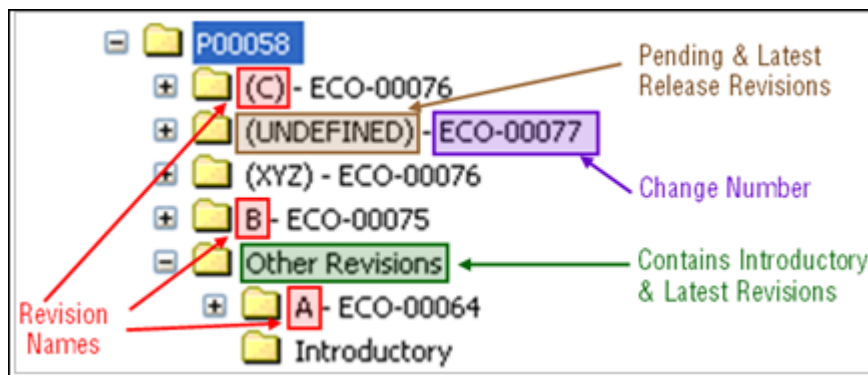 P00058
(C) - ECO-00076
(UNDEFINED) - ECO-00077
(XYZ) - ECO-00076
B - ECO-00075
Other Revisions
A - ECO-00064
Introductory
Pending & Latest
Release Revisions
Change Number
Contains Introductory
& Latest Revisions
Revision
Names